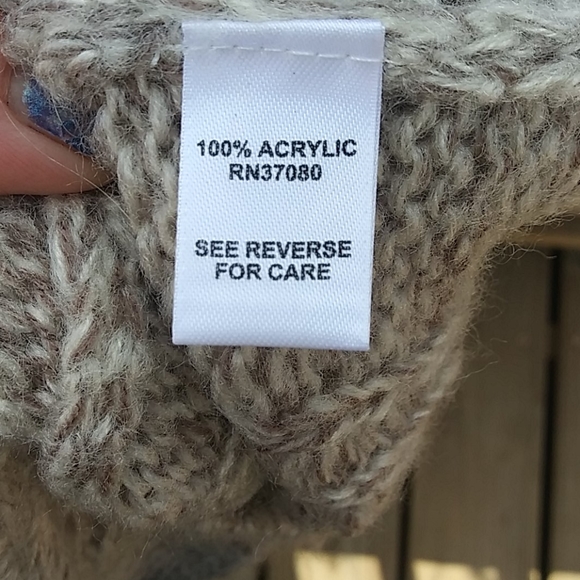 100% ACRYLIC
RN37080
SEE REVERSE
FOR CARE